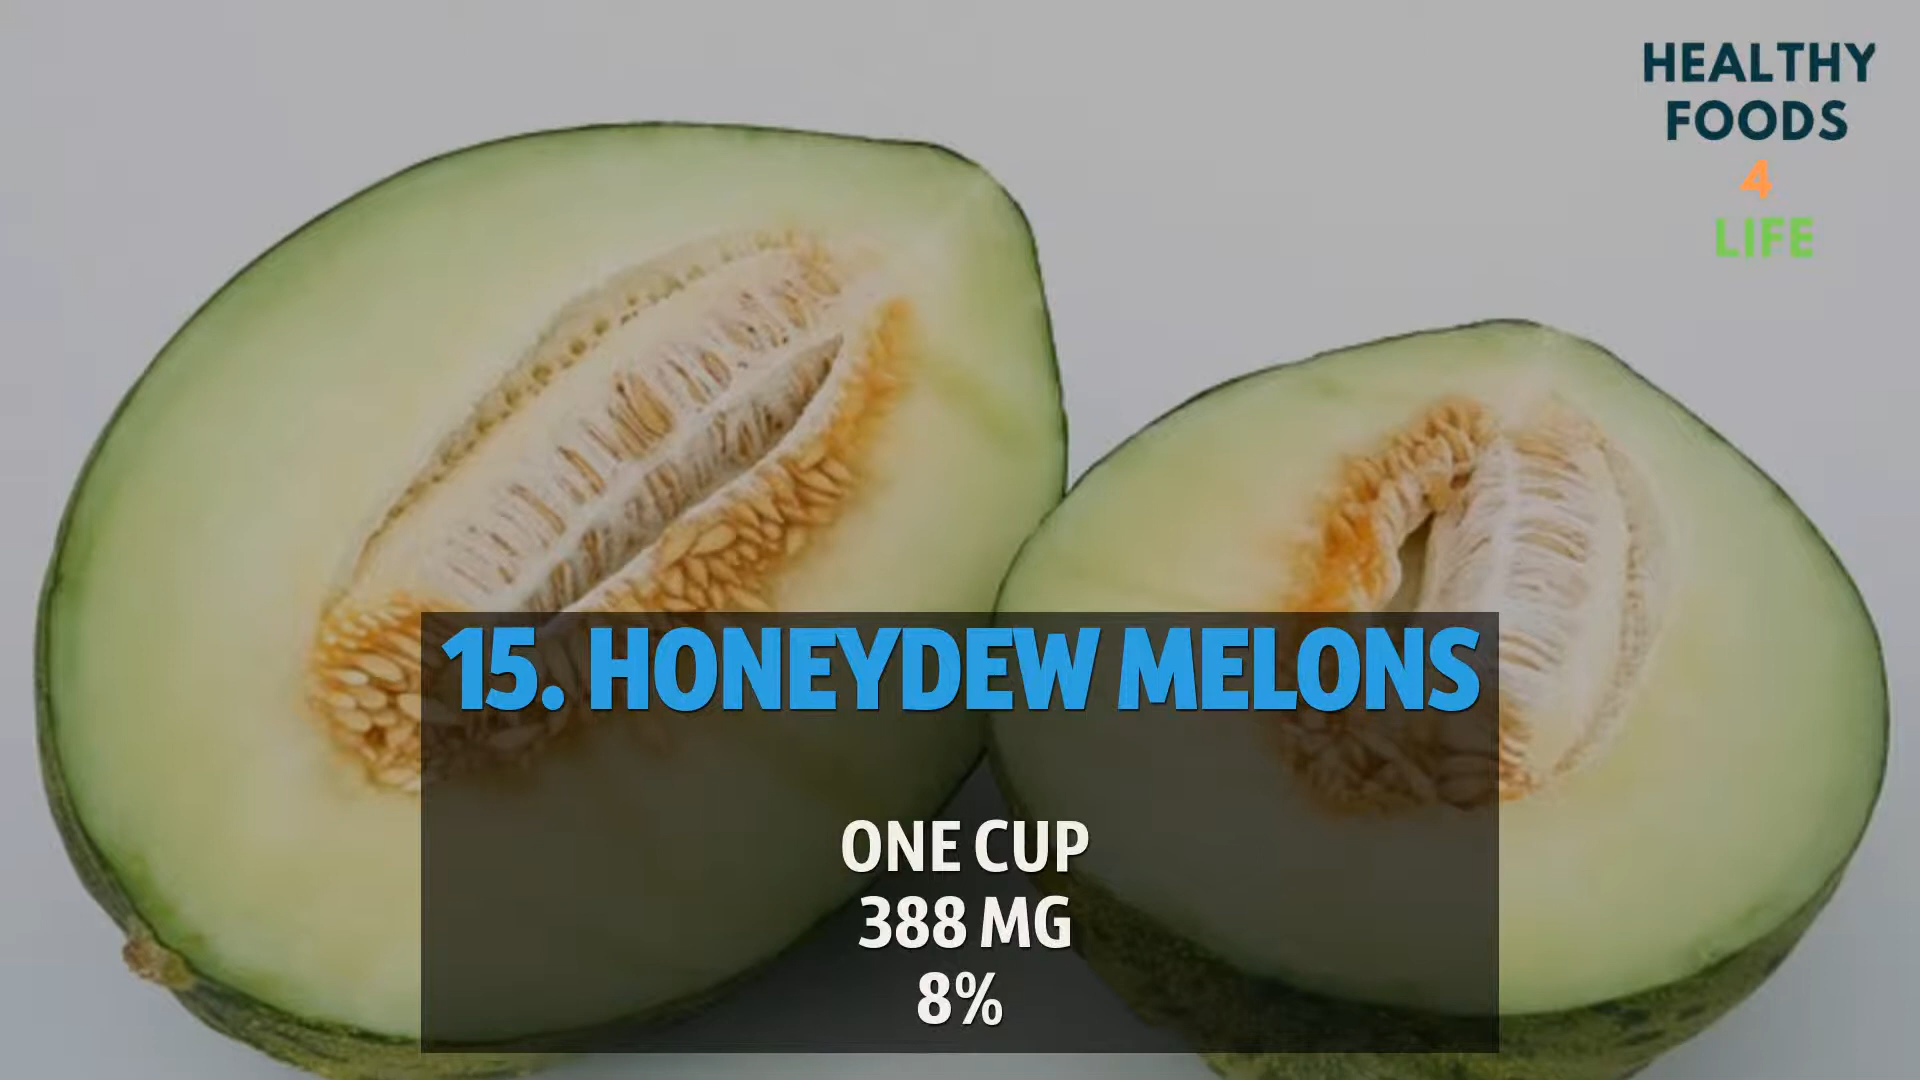 HEALTHY
FOODS
4
LIFE
15. HONEYDEW MELONS
ONE CUP
388 MG
8%